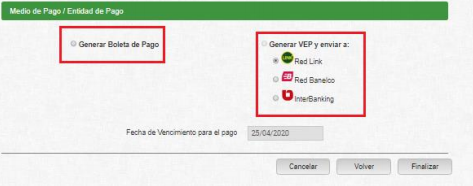 Medio de Pago / Entidad de Pago
Generar Boleta de Pago
Generar VEP y enviar a:
LINK Red Link
Red Banelco
InterBanking
Fecha de Vencimiento para el pago 25/04/2020
Cancelar Volver Finalizar